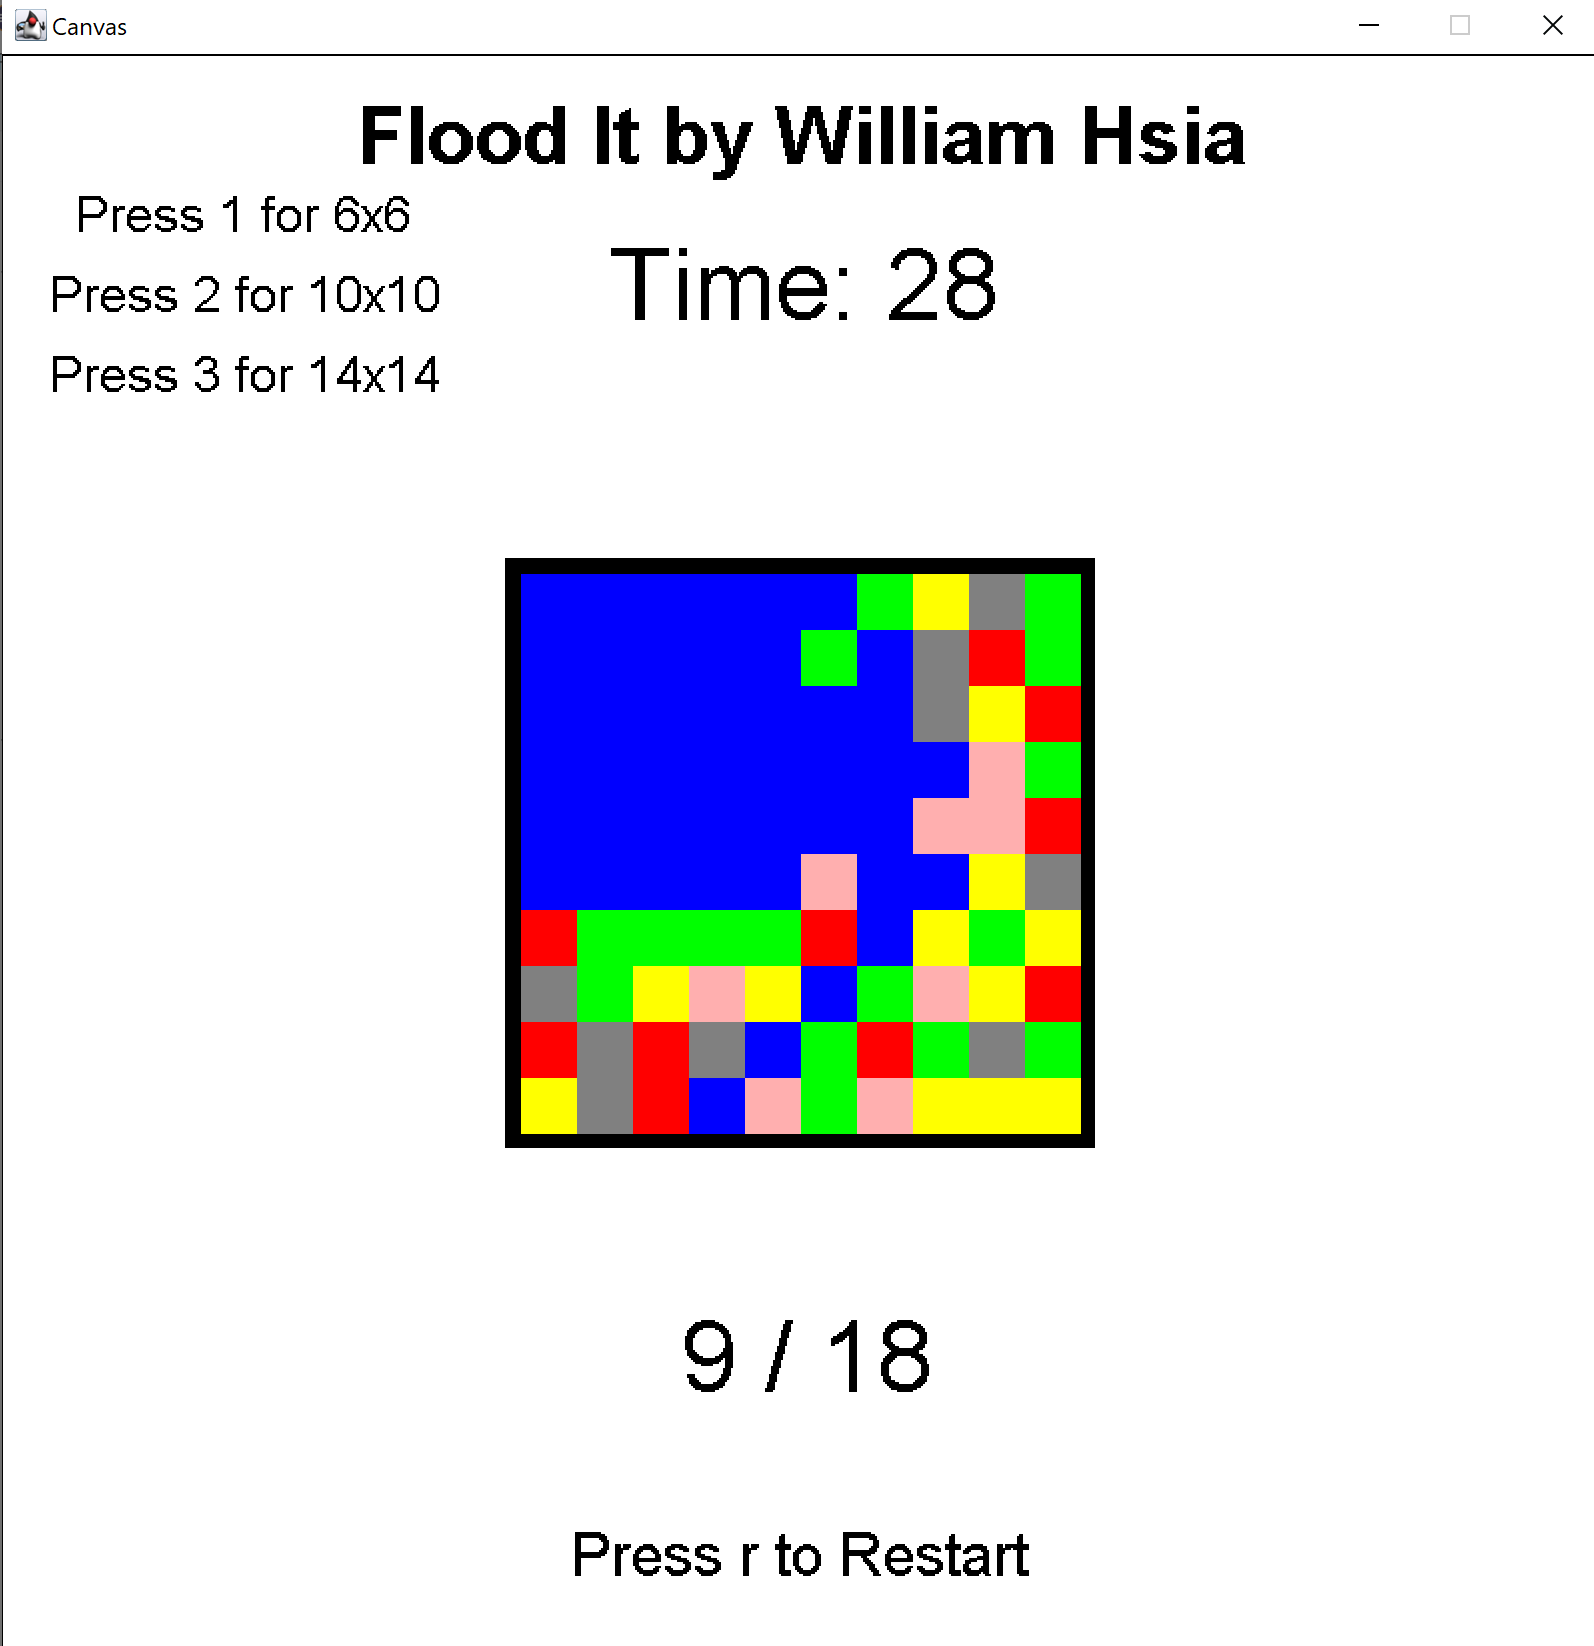 Canvas
Flood It by William Hsia
Press 1 for 6x6
Time: 28
Press 2 for 10x10
Press 3 for 14x14
9 / 18
Press r to Restart